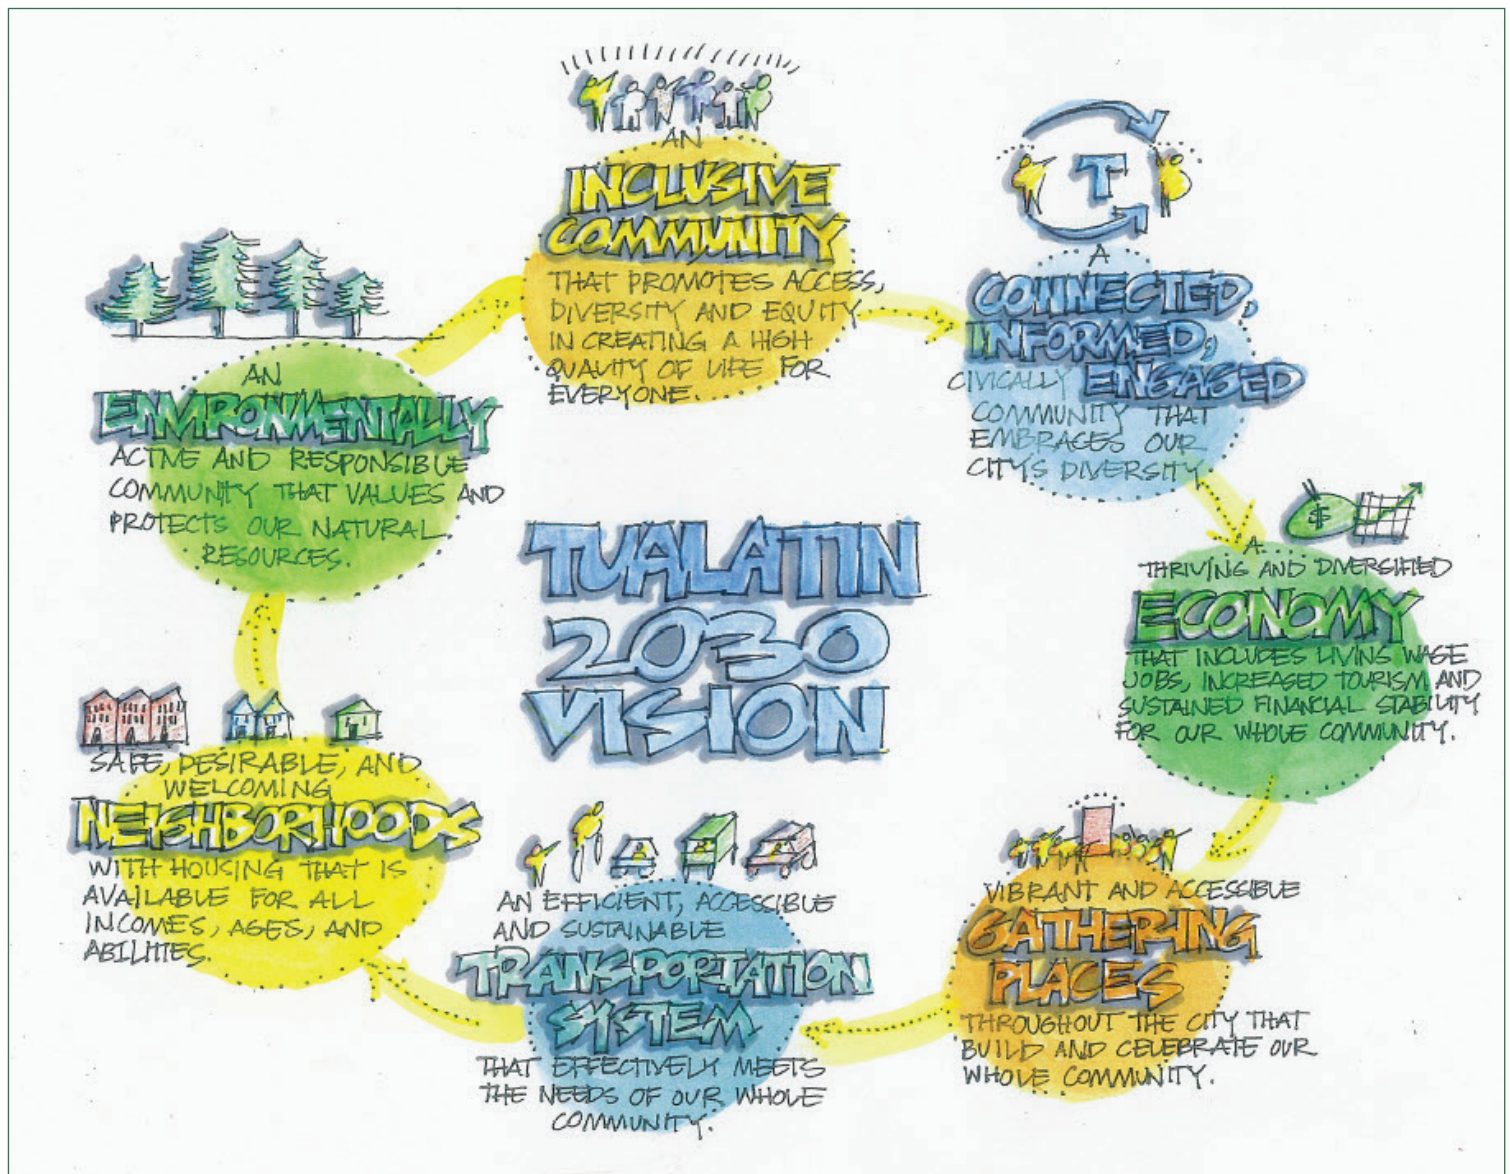 AN
INCLUSIVE
COMMUNITY
THAT PROMOTES ACCESS,
DIVERSITY AND EQUITY
IN CREATING A HIGH
QUALITY OF LIFE FOR
EVERYONE.
T
A
CONNECTED,
INFORMED,
CIVICALLY ENGAGED
COMMUNITY THAT
EMBRACES OUR
CITY'S DIVERSITY
$
A
THRIVING AND DIVERSIFIED
ECONOMY
THAT INCLUDES LIVING WAGE
JOBS, INCREASED TOURISM AND
SUSTAINED FINANCIAL STABILITY
FOR OUR WHOLE COMMUNITY.
VIBRANT AND ACCESSIBLE
GATHERING
PLACES
THROUGHOUT THE CITY THAT
BUILD AND CELEBRATE OUR
WHOLE COMMUNITY.
AN EFFICIENT, ACCESSIBLE
AND SUSTAINABLE
TRANSPORTATION
SYSTEM
THAT EFFECTIVELY MEETS
THE NEEDS OF OUR WHOLE
COMMUNITY.
SAFE, DESIRABLE, AND
WELCOMING
NEIGHBORHOODS
WITH HOUSING THAT IS
AVAILABLE FOR ALL
INCOMES, AGES, AND
ABILITIES.
AN
ENVIRONMENTALLY
ACTIVE AND RESPONSIBLE
COMMUNITY THAT VALUES AND
PROTECTS OUR NATURAL
RESOURCES.
TUALATIN
2030
VISION